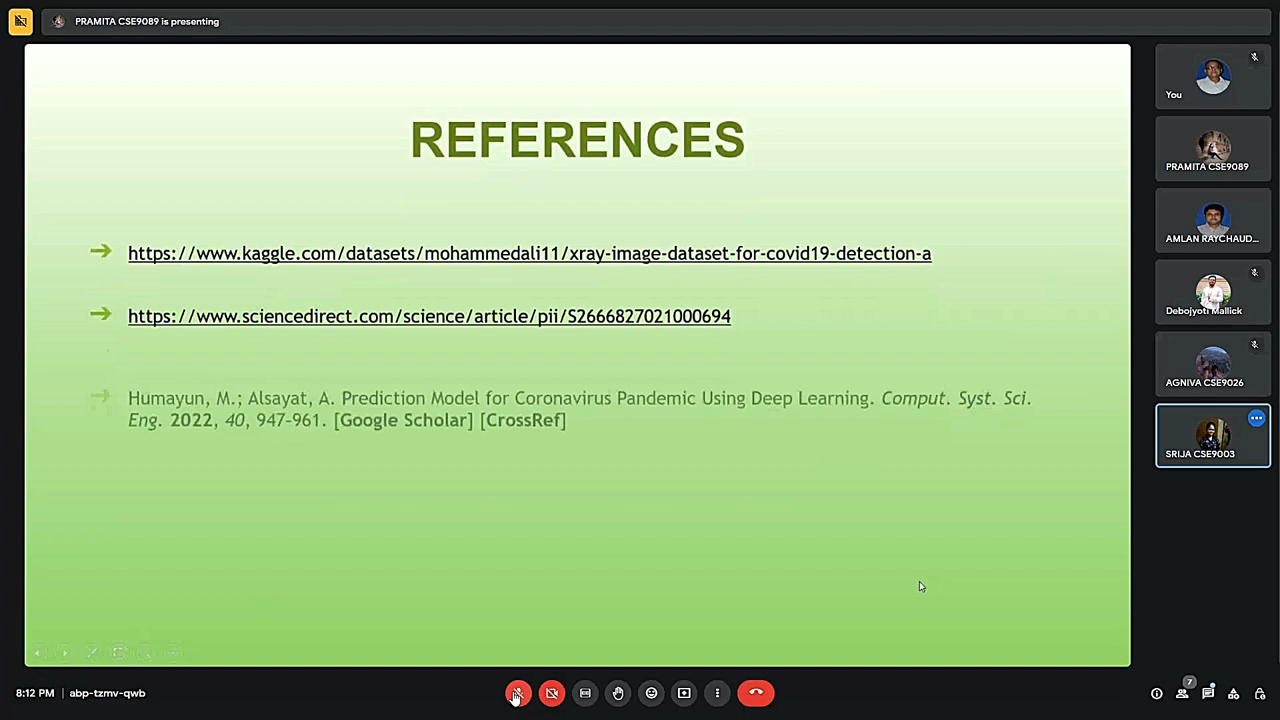 PRAMITA CSE9089 is presenting
REFERENCES
https://www.kaggle.com/datasets/mohammedali11/xray-image-dataset-for-covid19-detection-a
https://www.sciencedirect.com/science/article/pii/S2666827021000694
Humayun, M.; Alsayat, A. Prediction Model for Coronavirus Pandemic Using Deep Learning. Comput. Syst. Sci.
Eng. 2022, 40, 947–961. [Google Scholar] [CrossRef]
You
PRAMITA CSE9089
AMLAN RAYCHAUD...
Debojyoti Mallick
AGNIVA CSE9026
SRIJA CSE9003
8:12 PM | abp-tzmv-qwb
7